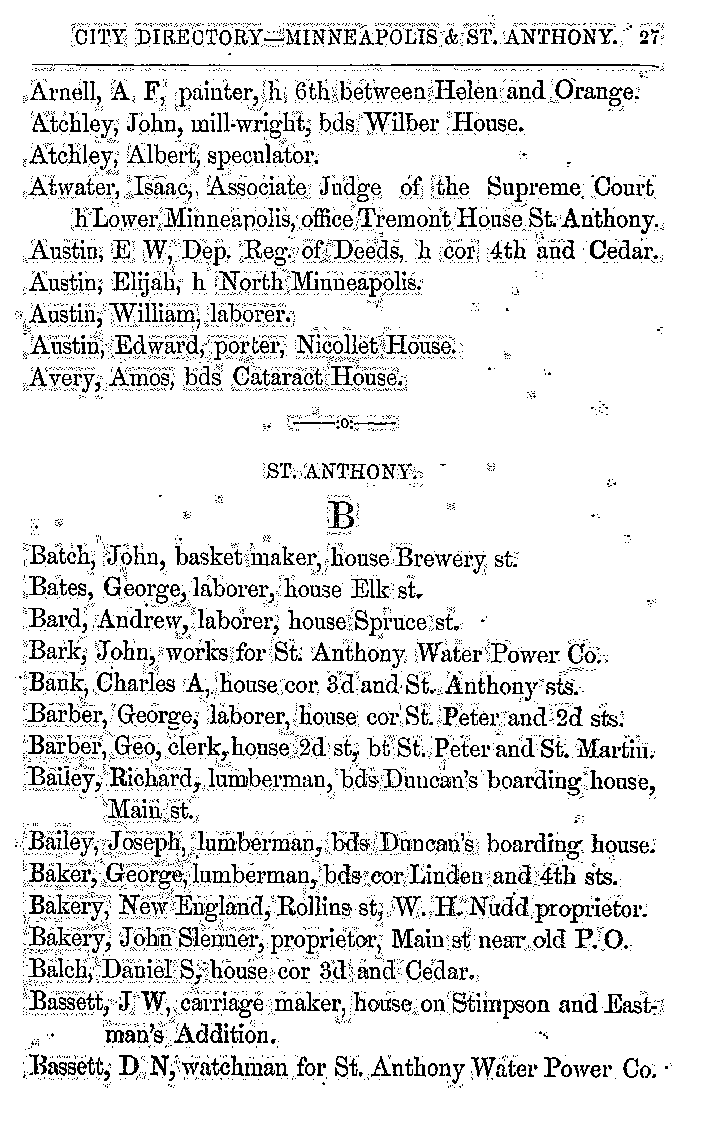 CITY DIRECTORY—MINNEAPOLIS & ST. ANTHONY. 27
Arnell, A. F, painter, h 6th between Helen and Orange.
Atchley, John, mill-wright, bds Wilber House.
Atchley, Albert, speculator.
Atwater, Isaac, Associate Judge of the Supreme Court
h Lower Minneapolis, office Tremont House St. Anthony.
Austin, E W, Dep. Reg. of Deeds, h cor 4th and Cedar.
Austin, Elijah, h North Minneapolis.
Austin, William, laborer.
Austin, Edward, porter, Nicollet House.
Avery, Amos, bds Cataract House.
:o:
ST. ANTHONY.
B
Batch, John, basket maker, house Brewery st.
Bates, George, laborer, house Elk st.
Bard, Andrew, laborer, house Spruce st.
Bark, John, works for St. Anthony Water Power Co.
Bank, Charles A, house cor 3d and St. Anthony sts.
Barber, George, laborer, house cor St. Peter and 2d sts.
Barber, Geo, clerk, house 2d st, bt St. Peter and St. Martin.
Bailey, Richard, lumberman, bds Duncan's boarding house,
Main st.
Bailey, Joseph, lumberman, bds Duncan's boarding house.
Baker, George, lumberman, bds cor Linden and 4th sts.
Bakery, New England, Rollins st, W. H. Nudd proprietor.
Bakery, John Slenner, proprietor, Main st near old P. O.
Balch, Daniel S, house cor 3d and Cedar.
Bassett, J W, carriage maker, house on Stimpson and East-
man's Addition.
Bassett, D N, watchman for St. Anthony Water Power Co.